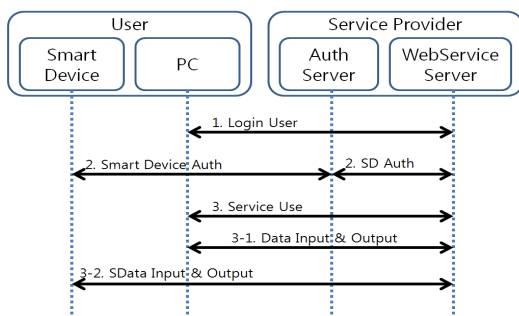 User
Service Provider
Smart
Device
PC
Auth
Server
WebService
Server
1. Login User
2. Smart Device Auth
2. SD Auth
3. Service Use
3-1. Data Input & Output
3-2. SData Input & Output